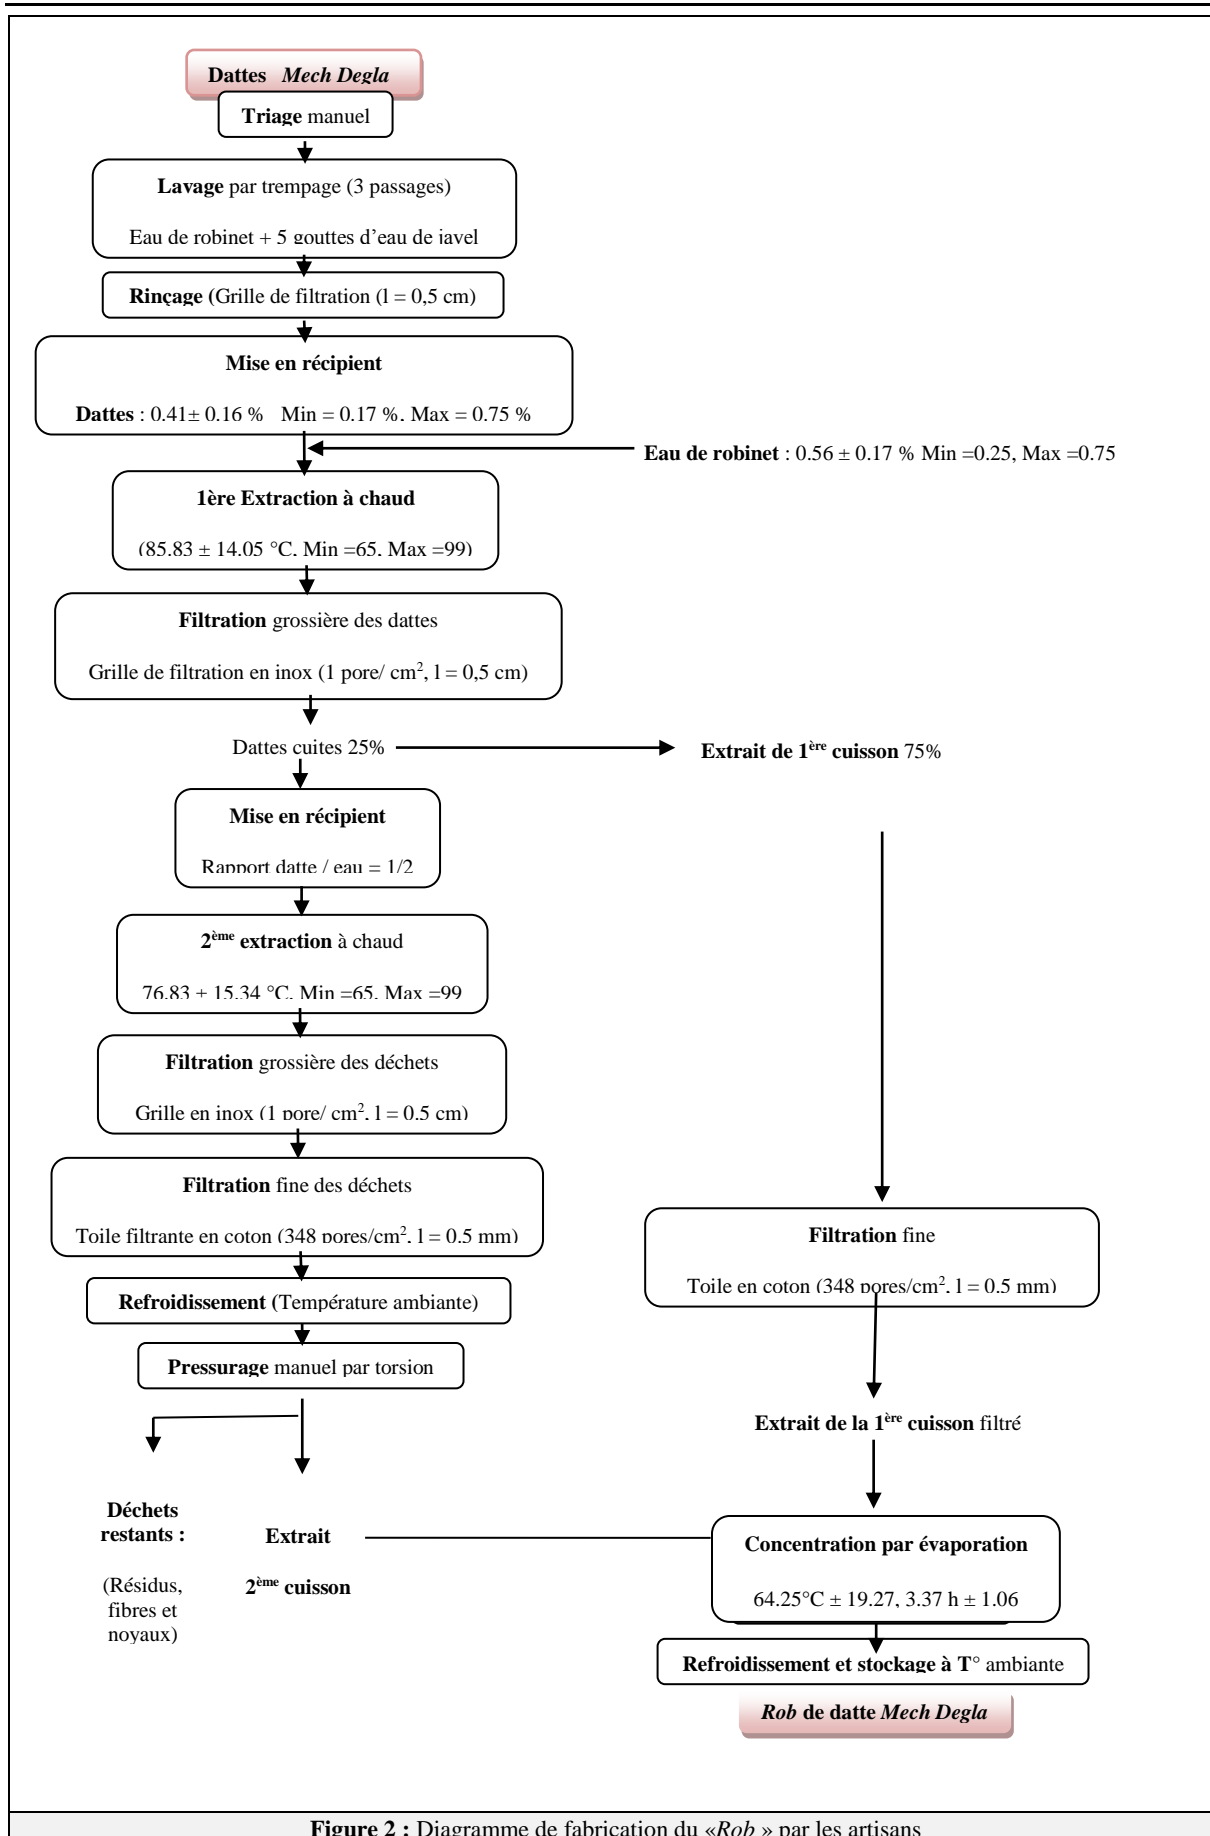 Dattes Mech Degla
Triage manuel
Lavage par trempage (3 passages)
Eau de robinet + 5 gouttes d'eau de javel
Rinçage (Grille de filtration (l = 0,5 cm)
Mise en récipient
Dattes : 0.41± 0.16 % Min = 0.17 %, Max = 0.75 %
Eau de robinet : 0.56 ± 0.17 % Min =0.25, Max =0.75
1ère Extraction à chaud
(85.83 ± 14.05 °C, Min =65, Max =99)
Filtration grossière des dattes
Grille de filtration en inox (1 pore/ cm², l = 0,5 cm)
Dattes cuites 25%
Extrait de 1ère cuisson 75%
Mise en récipient
Rapport datte / eau = 1/2
2ème extraction à chaud
76.83 ± 15.34 °C, Min =65, Max =99
Filtration grossière des déchets
Grille en inox (1 pore/ cm², l = 0.5 cm)
Filtration fine des déchets
Toile filtrante en coton (348 pores/cm², l = 0.5 mm)
Refroidissement (Température ambiante)
Pressurage manuel par torsion
Filtration fine
Toile en coton (348 pores/cm², l = 0.5 mm)
Extrait de la 1ère cuisson filtré
Déchets
restants :
(Résidus,
fibres et
noyaux)
Extrait
2ème cuisson
Concentration par évaporation
64.25°C ± 19.27, 3.37 h ± 1.06
Refroidissement et stockage à T° ambiante
Rob de datte Mech Degla
Figure 2 : Diagramme de fabrication du «Rob » par les artisans